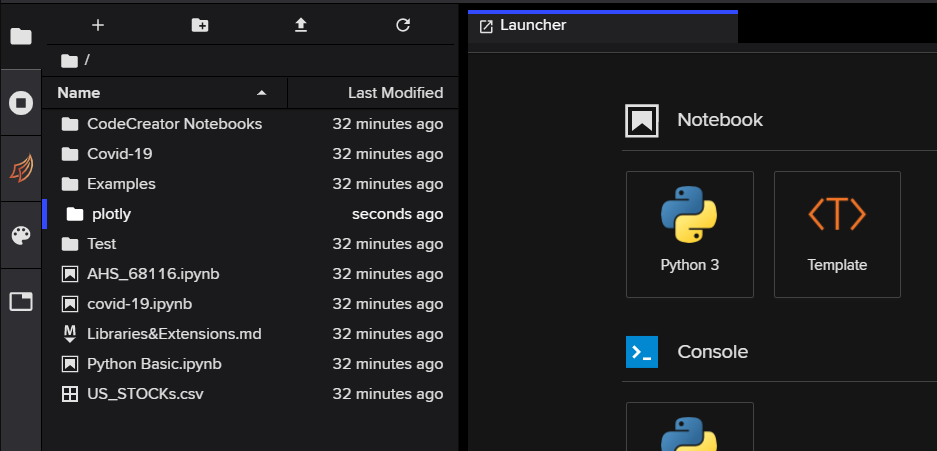 Launcher
/
Name Last Modified
CodeCreator Notebooks 32 minutes ago
Covid-19 32 minutes ago
Examples 32 minutes ago
plotly seconds ago
Test 32 minutes ago
AHS_68116.ipynb 32 minutes ago
covid-19.ipynb 32 minutes ago
Libraries&Extensions.md 32 minutes ago
Python Basic.ipynb 32 minutes ago
US_STOCKs.csv 32 minutes ago
Notebook
Python 3
<T>
Template
Console